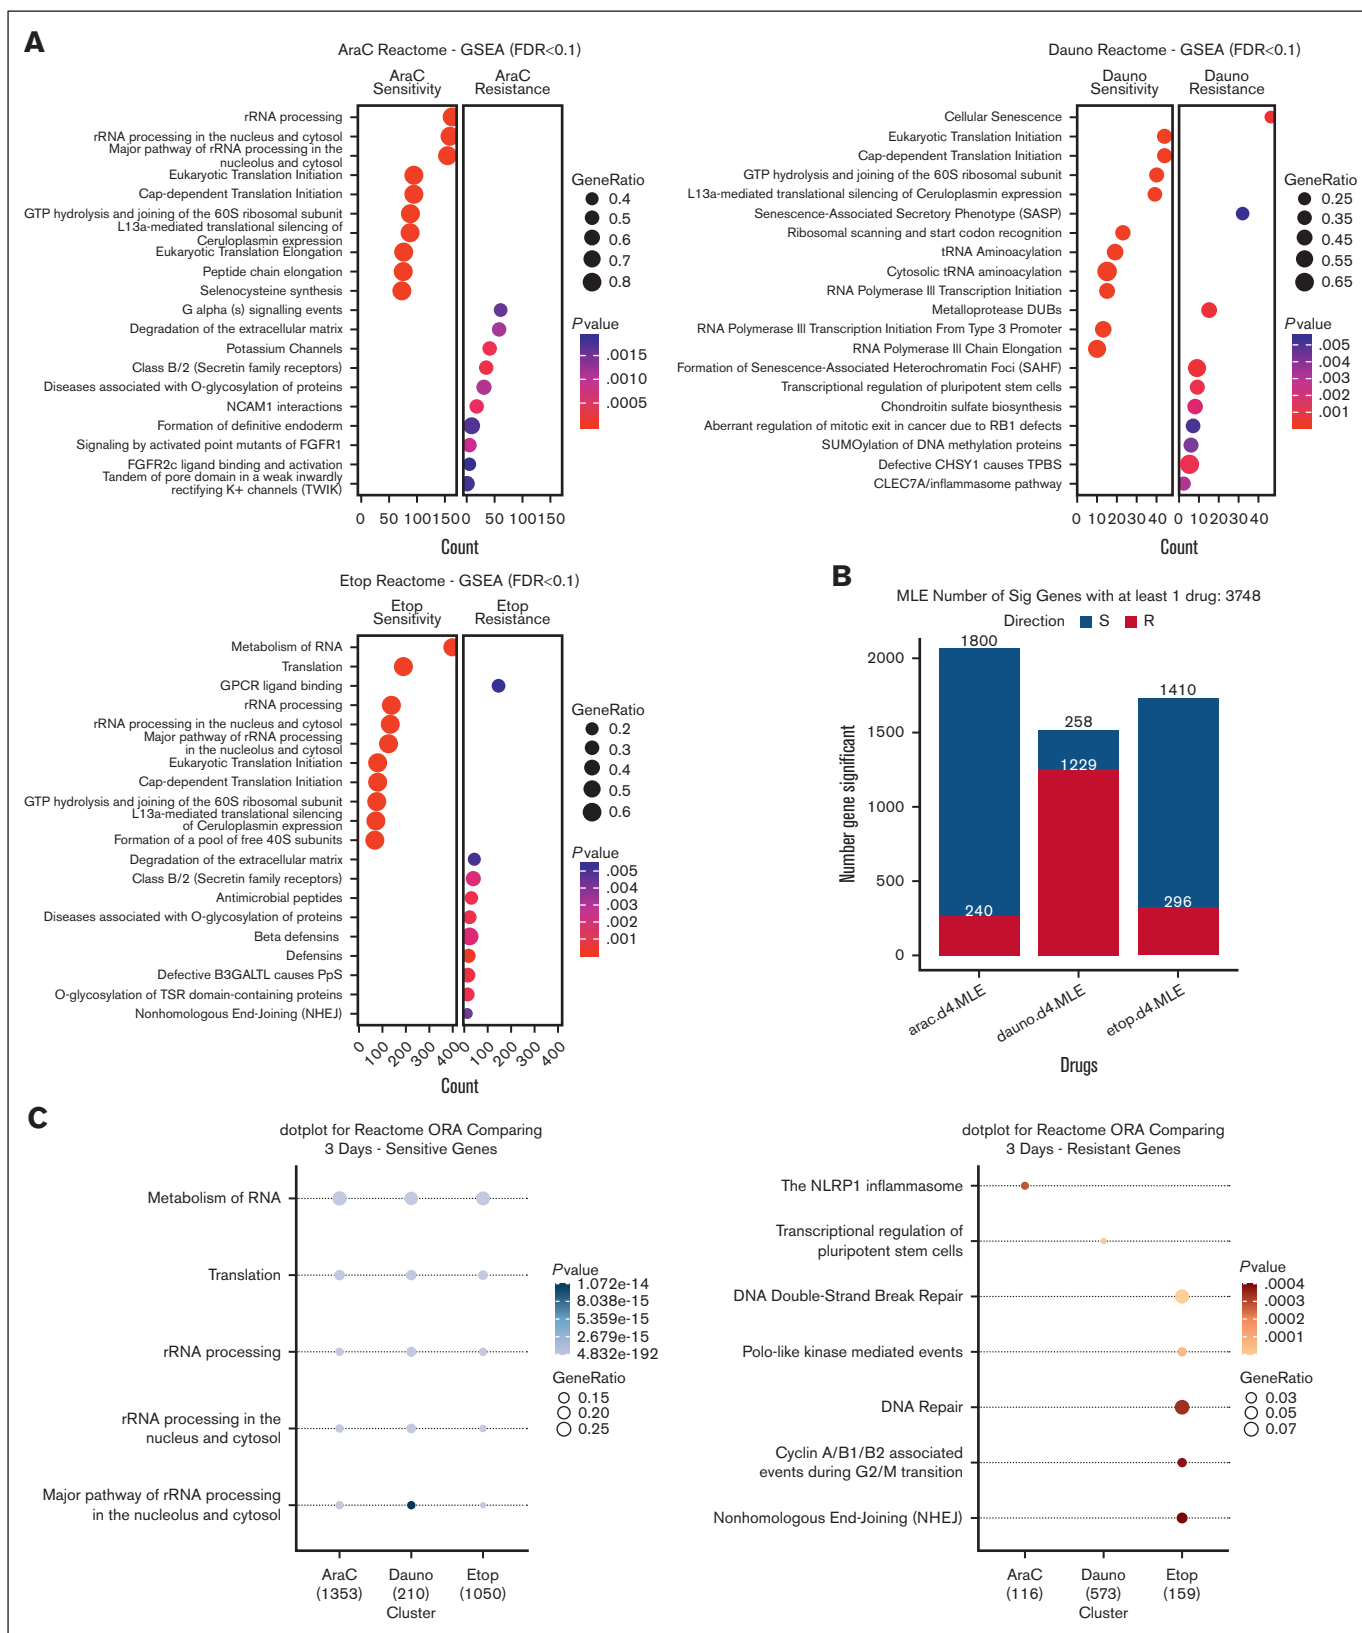 A
AraC Reactome - GSEA (FDR<0.1)
AraC
Sensitivity
AraC
Resistance
rRNA processing
rRNA processing in the nucleus and cytosol
Major pathway of rRNA processing in the
nucleolus and cytosol
Eukaryotic Translation Initiation
Cap-dependent Translation Initiation
GTP hydrolysis and joining of the 60S ribosomal subunit
L13a-mediated translational silencing of
Ceruloplasmin expression
Eukaryotic Translation Elongation
Peptide chain elongation
Selenocysteine synthesis
G alpha (s) signalling events
Degradation of the extracellular matrix
Potassium Channels
Class B/2 (Secretin family receptors)
Diseases associated with O-glycosylation of proteins
NCAM1 interactions
Formation of definitive endoderm
Signaling by activated point mutants of FGFR1
FGFR2c ligand binding and activation
Tandem of pore domain in a weak inwardly
rectifying K+ channels (TWIK)
0 50 100 150 0 50 100 150
Count
GeneRatio
0.4
0.5
0.6
0.7
0.8
Pvalue
.0015
.0010
.0005
Dauno Reactome - GSEA (FDR<0.1)
Dauno
Sensitivity
Dauno
Resistance
Cellular Senescence
Eukaryotic Translation Initiation
Cap-dependent Translation Initiation
GTP hydrolysis and joining of the 60S ribosomal subunit
L13a-mediated translational silencing of Ceruloplasmin expression
Senescence-Associated Secretory Phenotype (SASP)
Ribosomal scanning and start codon recognition
tRNA Aminoacylation
Cytosolic tRNA aminoacylation
RNA Polymerase III Transcription Initiation
Metalloprotease DUBs
RNA Polymerase III Transcription Initiation From Type 3 Promoter
RNA Polymerase III Chain Elongation
Formation of Senescence-Associated Heterochromatin Foci (SAHF)
Transcriptional regulation of pluripotent stem cells
Chondroitin sulfate biosynthesis
Aberrant regulation of mitotic exit in cancer due to RB1 defects
SUMOylation of DNA methylation proteins
Defective CHSY1 causes TPBS
CLEC7A/inflammasome pathway
0 10 20 30 40 0 10 20 30 40
Count
GeneRatio
0.25
0.35
0.45
0.55
0.65
Pvalue
.005
.004
.003
.002
.001
Etop Reactome - GSEA (FDR<0.1)
Etop
Sensitivity
Etop
Resistance
Metabolism of RNA
Translation
GPCR ligand binding
rRNA processing
rRNA processing in the nucleus and cytosol
Major pathway of rRNA processing
in the nucleolus and cytosol
Eukaryotic Translation Initiation
Cap-dependent Translation Initiation
GTP hydrolysis and joining of the 60S ribosomal subunit
L13a-mediated translational silencing
of Ceruloplasmin expression
Formation of a pool of free 40S subunits
Degradation of the extracellular matrix
Class B/2 (Secretin family receptors)
Antimicrobial peptides
Diseases associated with O-glycosylation of proteins
Beta defensins
Defensins
Defective B3GALTL causes PpS
O-glycosylation of TSR domain-containing proteins
Nonhomologous End-Joining (NHEJ)
0 100 200 300 400 0 100 200 300 400
Count
GeneRatio
0.2
0.3
0.4
0.5
0.6
Pvalue
.005
.004
.003
.002
.001
B
MLE Number of Sig Genes with at least 1 drug: 3748
Direction S R
Number gene significant
2000
1500
1000
500
0
1800
240
258
1229
1410
296
arac.d4.MLE
dauno.d4.MLE
etop.d4.MLE
Drugs
C
dotplot for Reactome ORA Comparing
3 Days - Sensitive Genes
Metabolism of RNA
Translation
rRNA processing
rRNA processing in the
nucleus and cytosol
Major pathway of rRNA processing
in the nucleolus and cytosol
AraC Dauno Etop
(1353) (210) (1050)
Cluster
Pvalue
1.072e-14
8.038e-15
5.359e-15
2.679e-15
4.832e-192
GeneRatio
0.15
0.20
0.25
dotplot for Reactome ORA Comparing
3 Days - Resistant Genes
The NLRP1 inflammasome
Transcriptional regulation of
pluripotent stem cells
DNA Double-Strand Break Repair
Polo-like kinase mediated events
DNA Repair
Cyclin A/B1/B2 associated
events during G2/M transition
Nonhomologous End-Joining (NHEJ)
AraC Dauno Etop
(116) (573) (159)
Cluster
Pvalue
.0004
.0003
.0002
.0001
GeneRatio
0.03
0.05
0.07